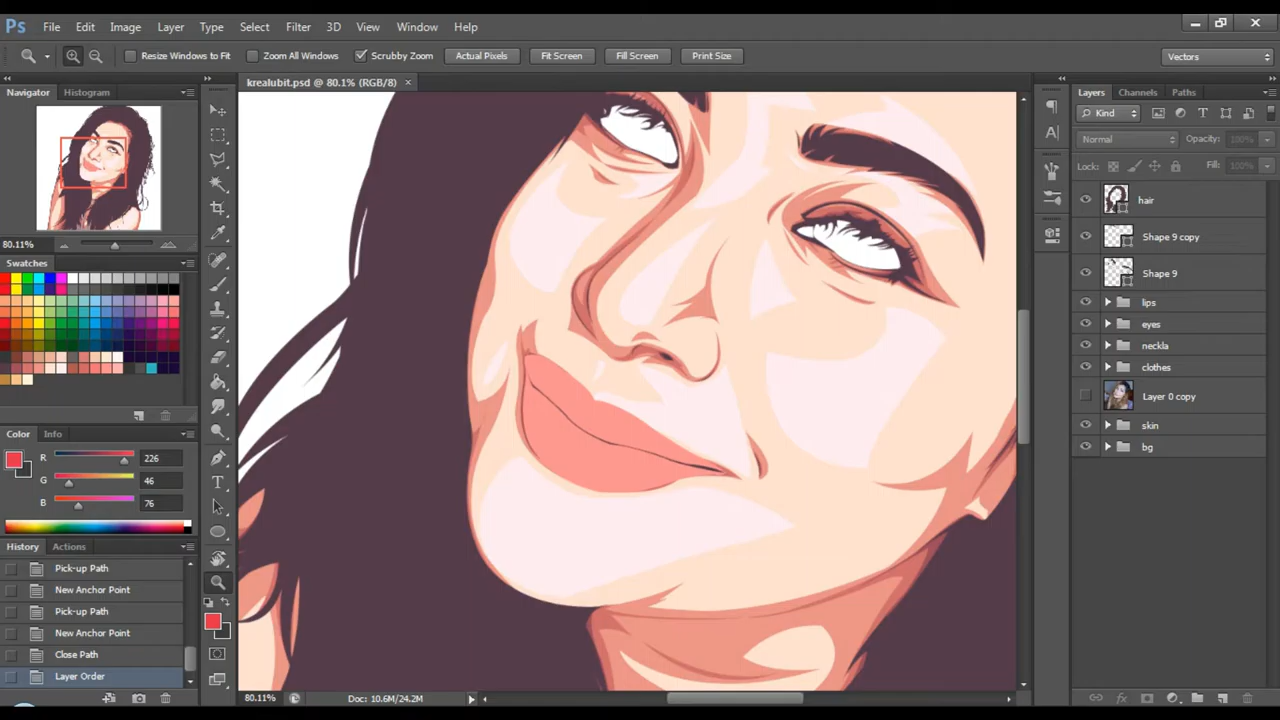 Ps File Edit Image Layer Type Select Filter 3D View Window Help
Resize Windows to Fit Zoom All Windows Scrubby Zoom Actual Pixels Fit Screen Fill Screen Print Size Vectors
krealubit.psd @ 80.1% (RGB/8) ×
Navigator Histogram
80.11%
Swatches
Color Info
R 226
G 46
B 76
History Actions
Pick-up Path
New Anchor Point
Pick-up Path
New Anchor Point
Close Path
Layer Order
80.11% Doc: 10.6M/24.2M
Layers Channels Paths
Kind
Normal Opacity: 100%
Lock: Fill: 100%
hair
Shape 9 copy
Shape 9
lips
eyes
neckla
clothes
Layer 0 copy
skin
bg